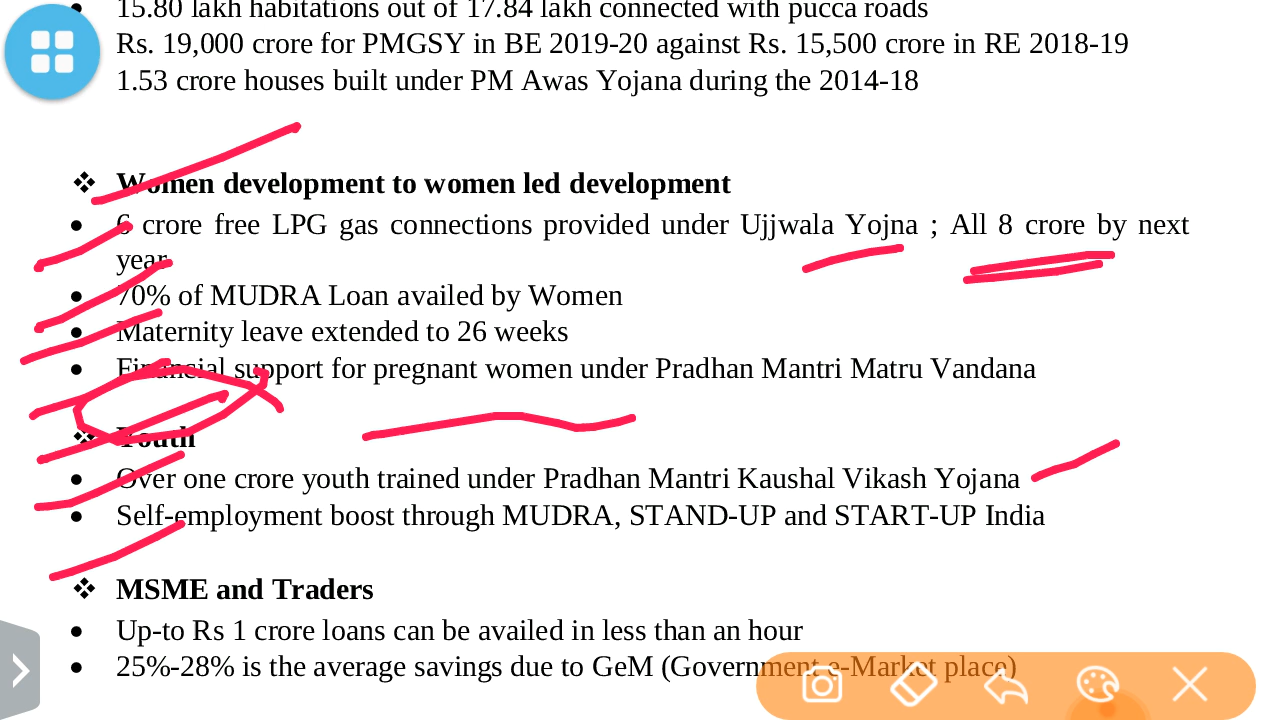 15.80 lakh habitations out of 17.84 lakh connected with pucca roads
Rs. 19,000 crore for PMGSY in BE 2019-20 against Rs. 15,500 crore in RE 2018-19
1.53 crore houses built under PM Awas Yojana during the 2014-18
Women development to women led development
6 crore free LPG gas connections provided under Ujjwala Yojna ; All 8 crore by next
year
70% of MUDRA Loan availed by Women
Maternity leave extended to 26 weeks
Financial support for pregnant women under Pradhan Mantri Matru Vandana
Youth
Over one crore youth trained under Pradhan Mantri Kaushal Vikash Yojana
Self-employment boost through MUDRA, STAND-UP and START-UP India
MSME and Traders
Up-to Rs 1 crore loans can be availed in less than an hour
25%-28% is the average savings due to GeM (Government e-Market place)